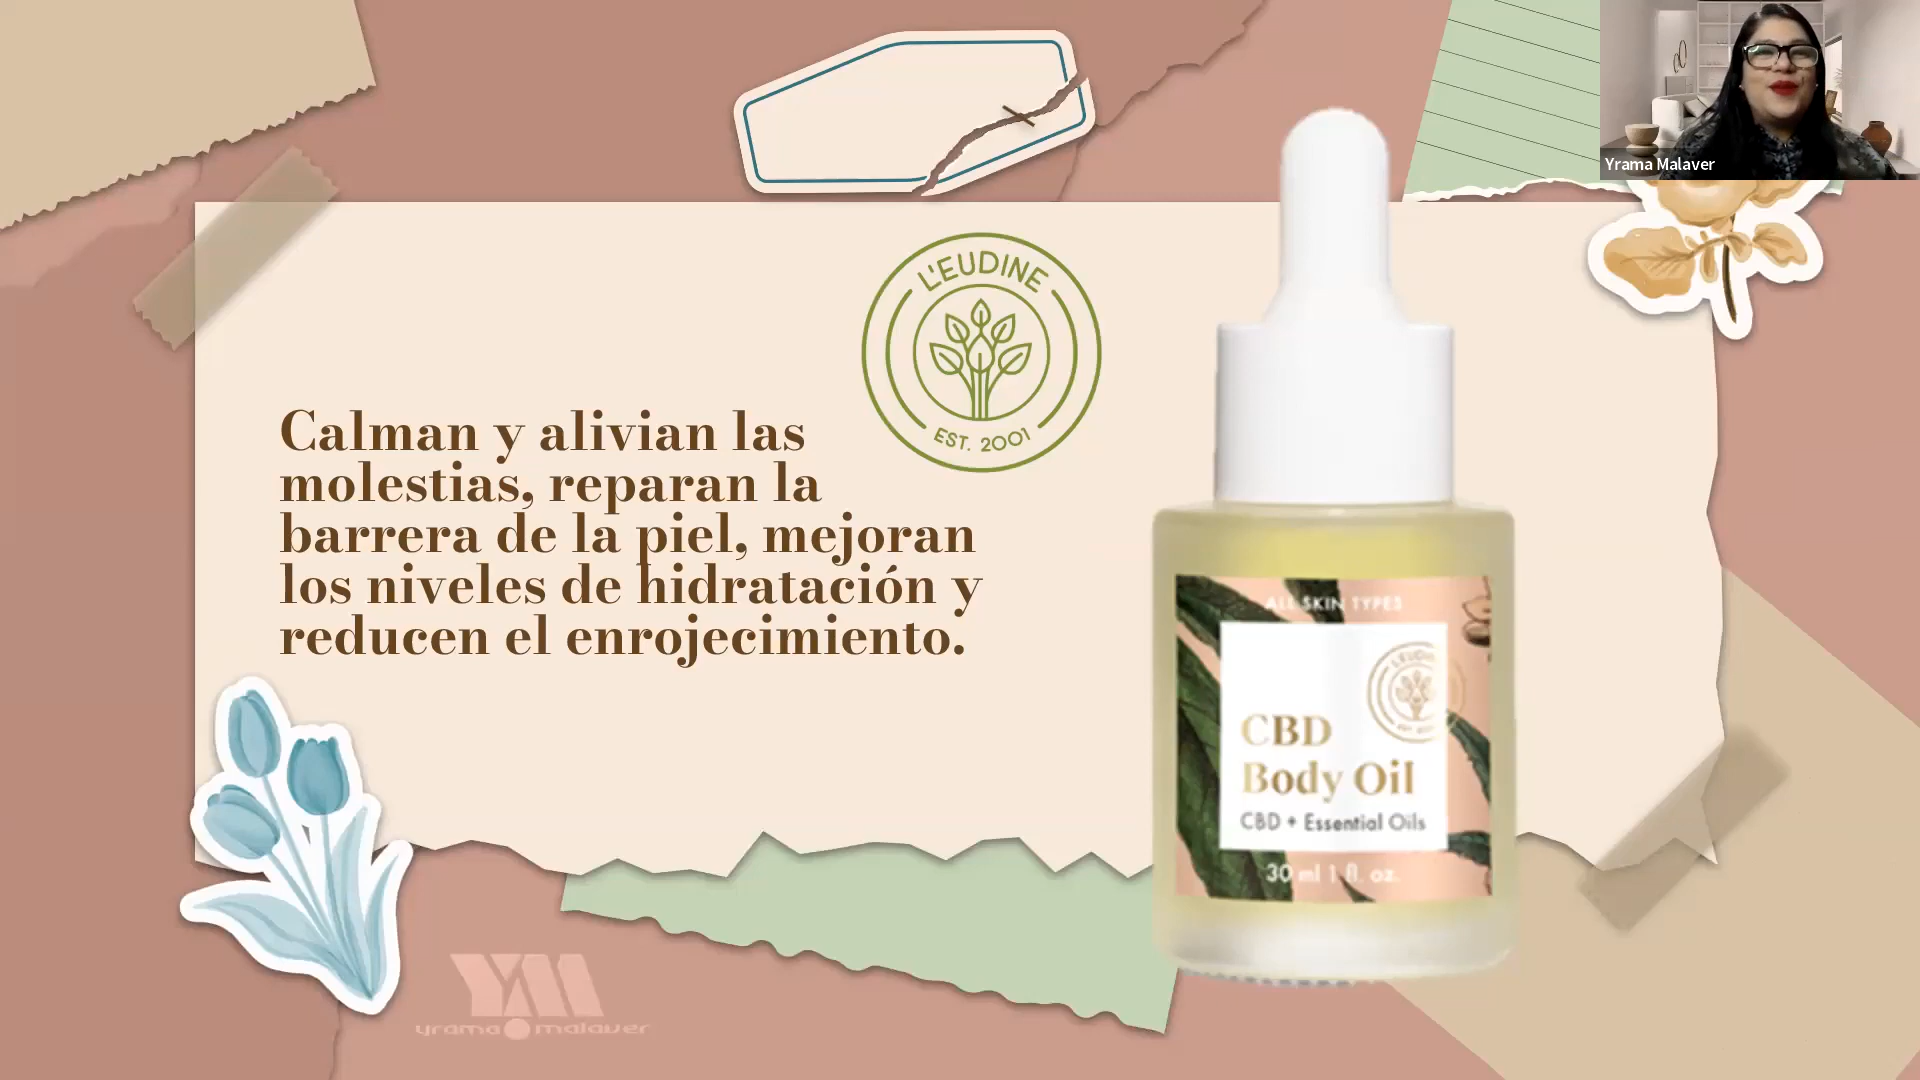 Yrama Malaver
L'EUDINE
EST. 2001
Calman y alivian las
molestias, reparan la
barrera de la piel, mejoran
los niveles de hidratación y
reducen el enrojecimiento.
ALL SKIN TYPES
CBD
Body Oil
CBD + Essential Oils
30 ml 1 fl. oz.
YM
yrama malaver